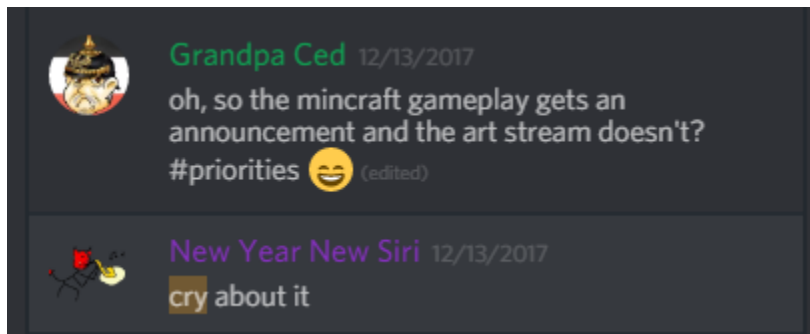 Grandpa Ced 12/13/2017
oh, so the mincraft gameplay gets an
announcement and the art stream doesn't?
#priorities 😄 (edited)
New Year New Siri 12/13/2017
cry about it